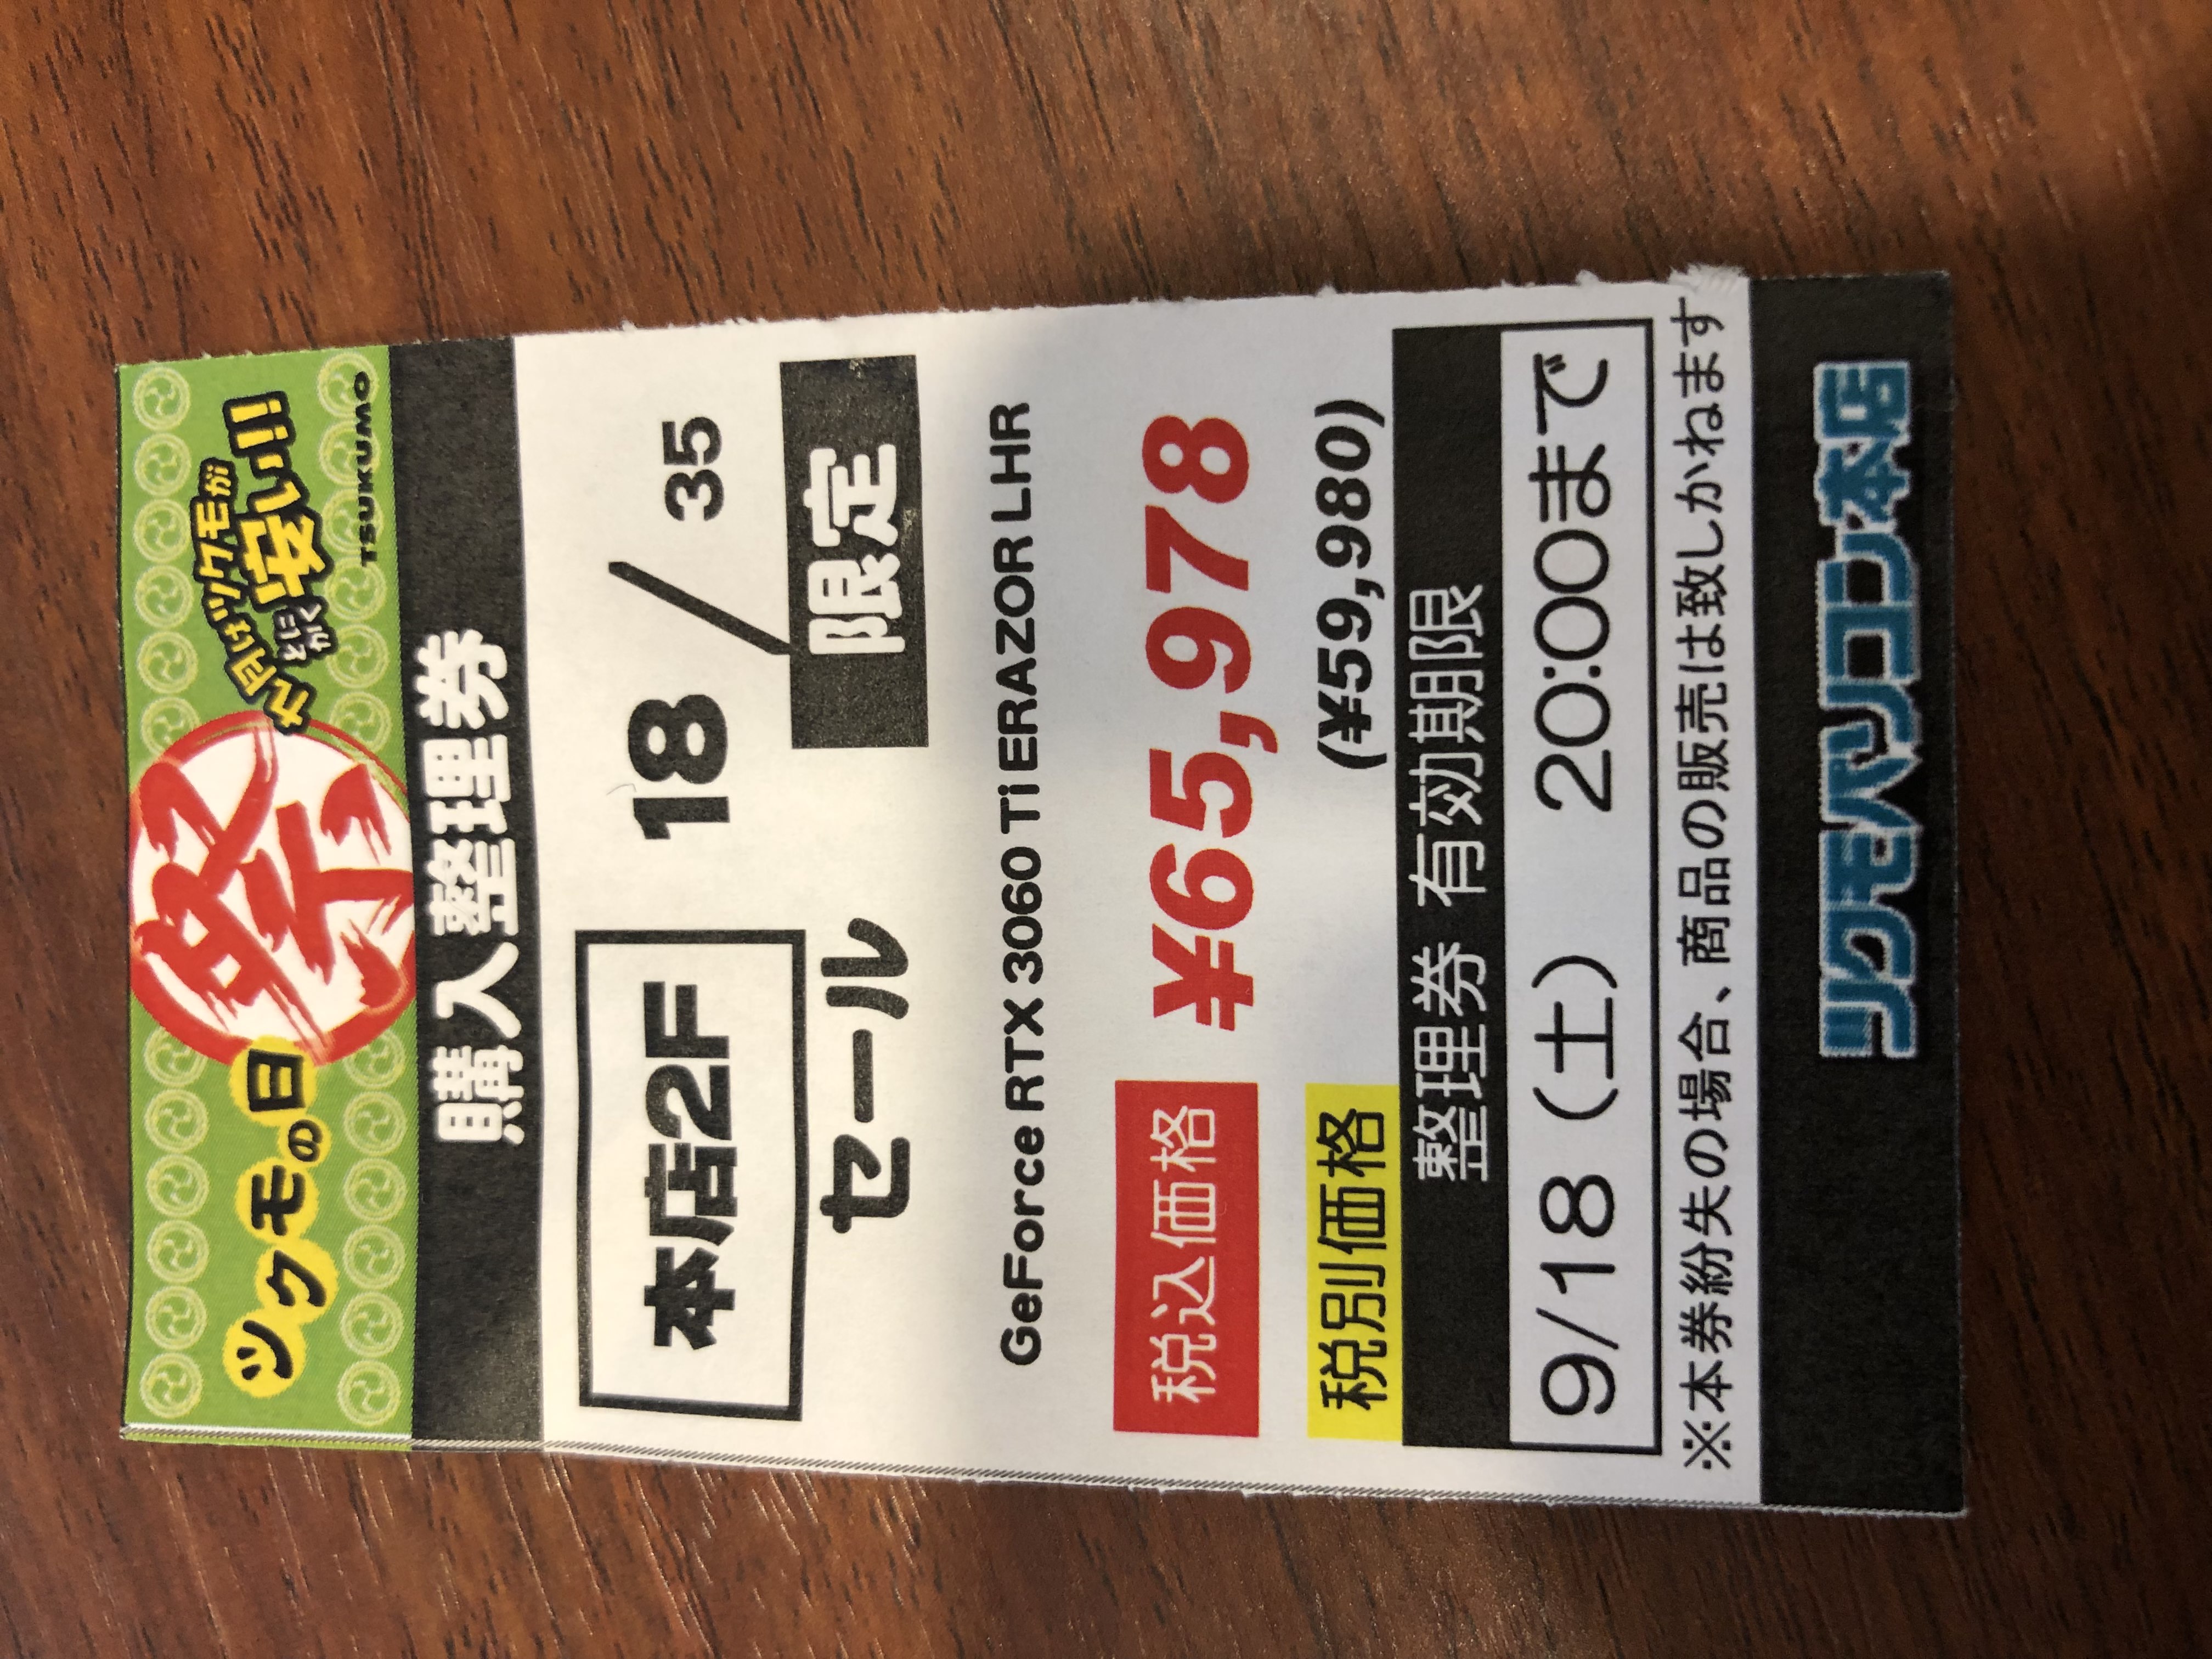 ツクモの日
祭
九月はツクモが
とにかく安い!!
TSUKUMO
購入整理券
本店2F 18 / 35
セール 限定
GeForce RTX 3060 Ti ERAZOR LHR
税込価格 ¥65,978
税別価格 (¥59,980)
整理券 有効期限
9/18（土） 20:00まで
※本券紛失の場合、商品の販売は致しかねます
ツクモパソコン本店